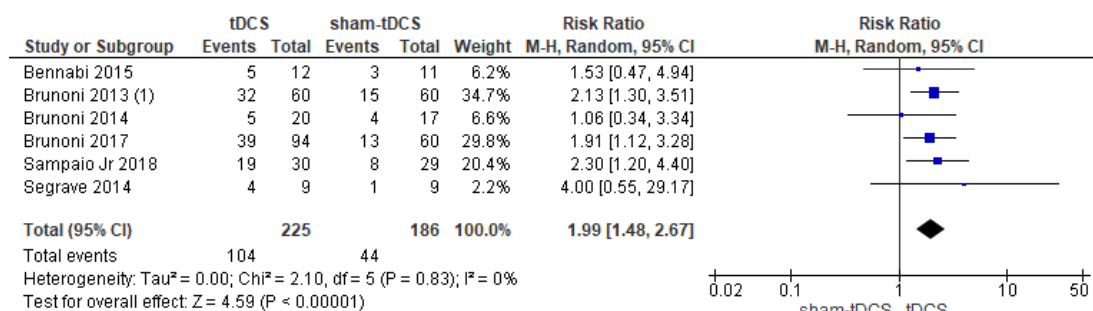 tDCS sham-tDCS Risk Ratio Risk Ratio
Study or Subgroup Events Total Events Total Weight M-H, Random, 95% CI M-H, Random, 95% CI
Bennabi 2015 5 12 3 11 6.2% 1.53 [0.47, 4.94]
Brunoni 2013 (1) 32 60 15 60 34.7% 2.13 [1.30, 3.51]
Brunoni 2014 5 20 4 17 6.6% 1.06 [0.34, 3.34]
Brunoni 2017 39 94 13 60 29.8% 1.91 [1.12, 3.28]
Sampaio Jr 2018 19 30 8 29 20.4% 2.30 [1.20, 4.40]
Segrave 2014 4 9 1 9 2.2% 4.00 [0.55, 29.17]
Total (95% CI) 225 186 100.0% 1.99 [1.48, 2.67]
Total events 104 44
Heterogeneity: Tau² = 0.00; Chi² = 2.10, df = 5 (P = 0.83); I² = 0%
Test for overall effect: Z = 4.59 (P < 0.00001)
0.02 0.1 1 10 50
sham-tDCS tDCS